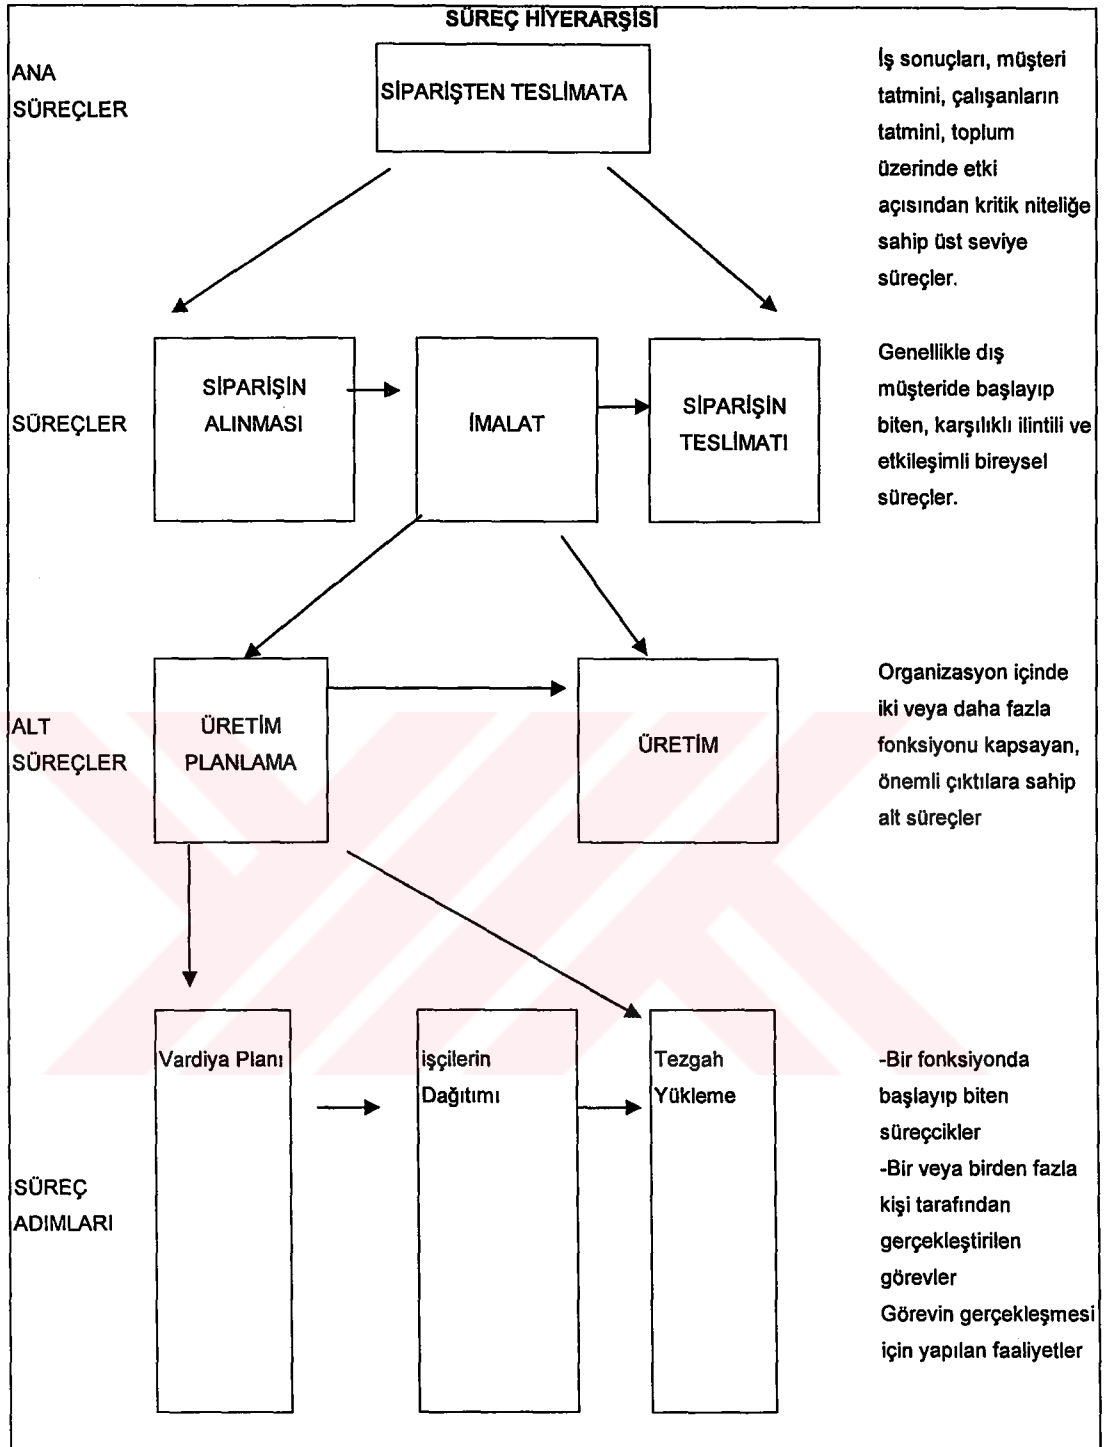 SÜREÇ HİYERARŞİSİ
ANA
SÜREÇLER
SİPARİŞTEN TESLİMATA
İş sonuçları, müşteri
tatmini, çalışanların
tatmini, toplum
üzerinde etki
açısından kritik niteliğe
sahip üst seviye
süreçler.
SÜREÇLER
SİPARİŞİN
ALINMASI
İMALAT
SİPARİŞİN
TESLİMATI
Genellikle dış
müşteride başlayıp
biten, karşılıklı ilintili ve
etkileşimli bireysel
süreçler.
ALT
SÜREÇLER
ÜRETİM
PLANLAMA
ÜRETİM
Organizasyon içinde
iki veya daha fazla
fonksiyonu kapsayan,
önemli çıktılara sahip
alt süreçler
SÜREÇ
ADIMLARI
Vardiya Planı
işçilerin
Dağıtımı
Tezgah
Yükleme
-Bir fonksiyonda
başlayıp biten
süreçcikler
-Bir veya birden fazla
kişi tarafından
gerçekleştirilen
görevler
Görevin gerçekleşmesi
için yapılan faaliyetler